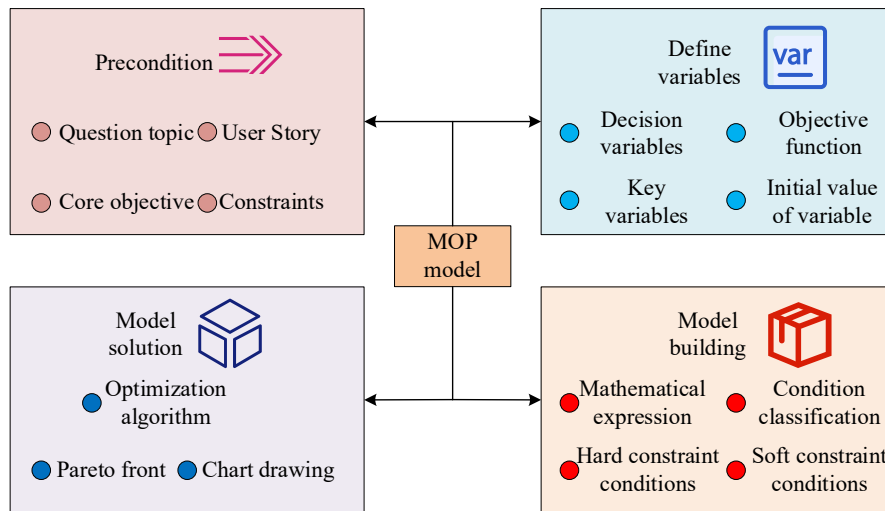 Precondition
Question topic
User Story
Core objective
Constraints
Define
variables
var
Decision
variables
Objective
function
Key
variables
Initial value
of variable
MOP
model
Model
solution
Optimization
algorithm
Pareto front
Chart drawing
Model
building
Mathematical
expression
Condition
classification
Hard constraint
conditions
Soft constraint
conditions